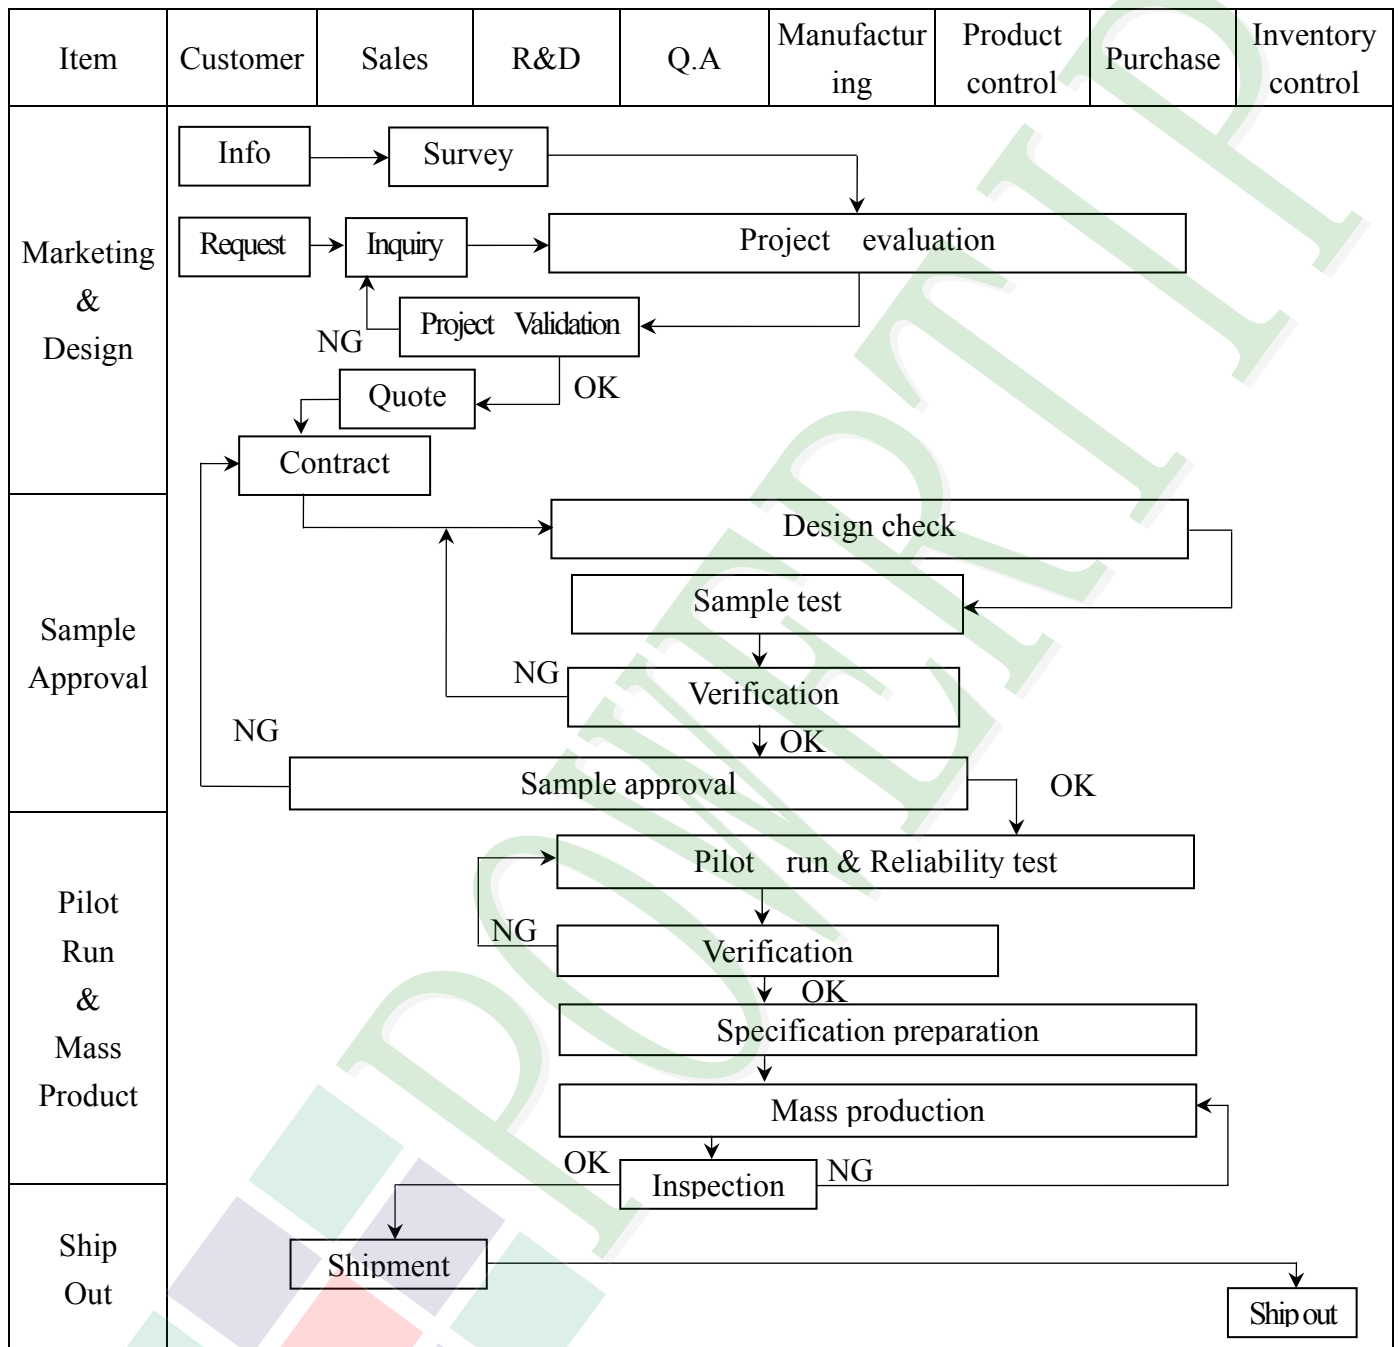 Item
Customer
Sales
R&D
Q.A
Manufactur
ing
Product
control
Purchase
Inventory
control
Marketing
&
Design
Info
Survey
Request
Inquiry
Project evaluation
Project Validation
NG
OK
Quote
Contract
Sample
Approval
Design check
Sample test
NG
Verification
OK
NG
Sample approval
OK
Pilot
Run
&
Mass
Product
Pilot run & Reliability test
NG
Verification
OK
Specification preparation
Mass production
OK
Inspection
NG
Ship
Out
Shipment
Ship out
POWERTIP